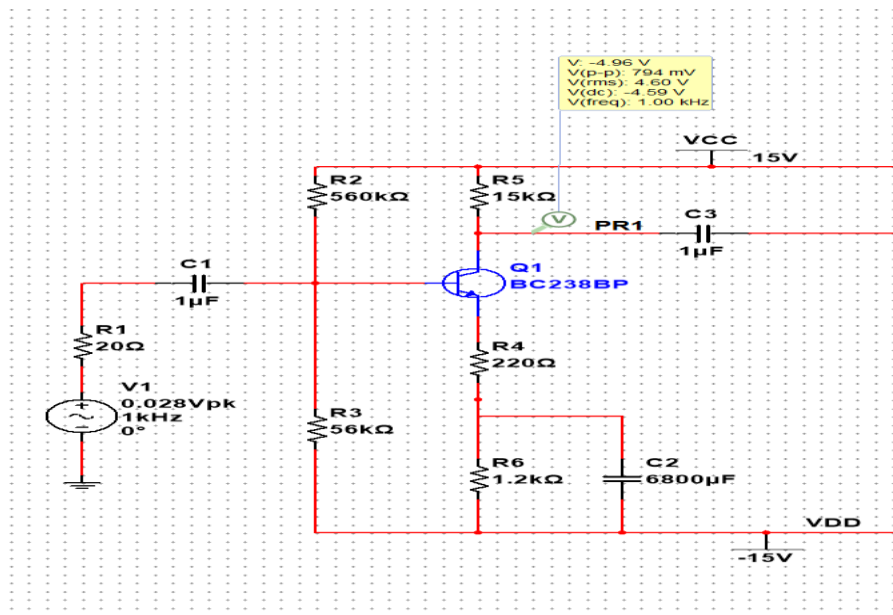 V: -4.96 V
V(p-p): 794 mV
V(rms): 4.60 V
V(dc): -4.59 V
V(freq): 1.00 kHz
VCC
15V
R2
560kΩ
R5
15kΩ
V
PR1
C3
1µF
C1
1µF
Q1
BC238BP
R1
20Ω
R4
220Ω
V1
0.028Vpk
1kHz
0°
R3
56kΩ
R6
1.2kΩ
C2
6800µF
VDD
-15V